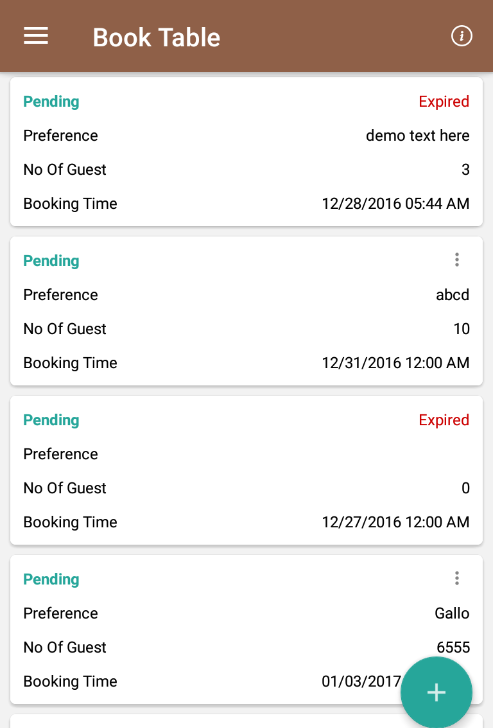 Book Table
Pending Expired
Preference demo text here
No Of Guest 3
Booking Time 12/28/2016 05:44 AM
Pending
Preference abcd
No Of Guest 10
Booking Time 12/31/2016 12:00 AM
Pending Expired
Preference
No Of Guest 0
Booking Time 12/27/2016 12:00 AM
Pending
Preference Gallo
No Of Guest 6555
Booking Time 01/03/2017